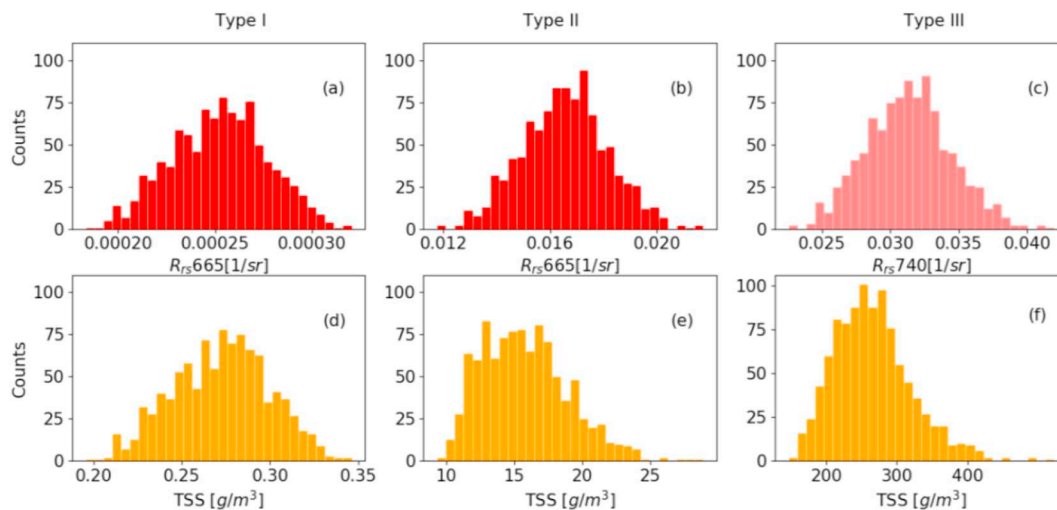 Type I Type II Type III
100 100 100
(a) (b) (c)
75 75 75
Counts
50 50 50
25 25 25
0 0 0
0.00020 0.00025 0.00030 0.012 0.016 0.020 0.025 0.030 0.035 0.040
Rrs665[1/sr] Rrs665[1/sr] Rrs740[1/sr]
100 100 100
(d) (e) (f)
75 75 75
Counts
50 50 50
25 25 25
0 0 0
0.20 0.25 0.30 0.35 10 15 20 25 200 300 400
TSS [g/m³] TSS [g/m³] TSS [g/m³]